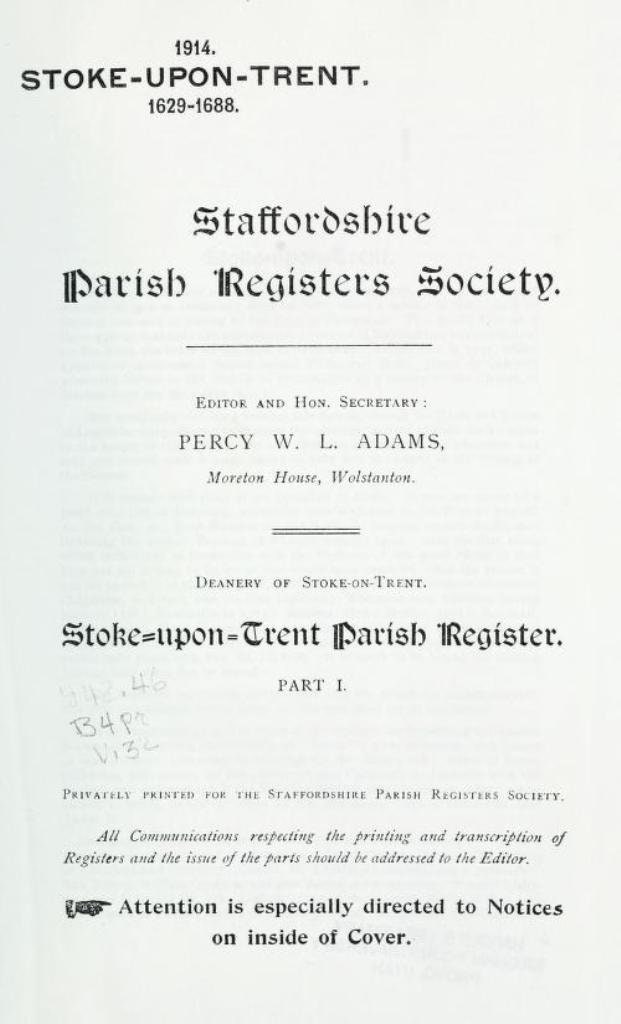 1914.
STOKE-UPON-TRENT.
1629-1688.
Staffordshire
Parish Registers Society.
EDITOR AND HON. SECRETARY:
PERCY W. L. ADAMS,
Moreton House, Wolstanton.
DEANERY OF STOKE-ON-TRENT.
Stoke=upon=Trent Parish Register.
PART I.
B4pr
V.32
PRIVATELY PRINTED FOR THE STAFFORDSHIRE PARISH REGISTERS SOCIETY.
All Communications respecting the printing and transcription of
Registers and the issue of the parts should be addressed to the Editor.
☛ Attention is especially directed to Notices
on inside of Cover.